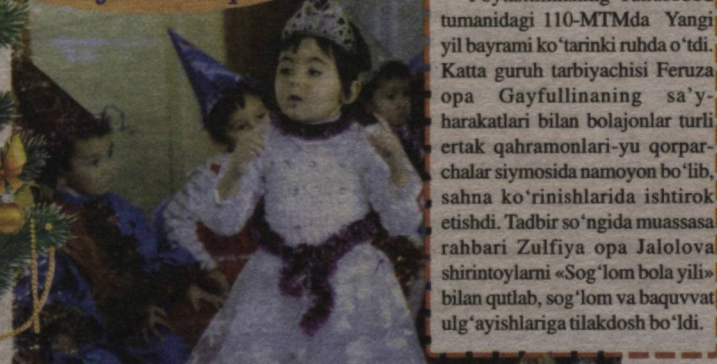 tumanidagi 110-MTMda Yangi
yil bayrami ko‘tarinki ruhda o‘tdi.
Katta guruh tarbiyachisi Feruza
opa Gayfullinaning sa’y-
harakatlari bilan bolajonlar turli
ertak qahramonlari-yu qorpar-
chalar siymosida namoyon bo‘lib,
sahna ko‘rinishlarida ishtirok
etishdi. Tadbir so‘ngida muassasa
rahbari Zulfiya opa Jalolova
shirintoylarni «Sog‘lom bola yili»
bilan qutlab, sog‘lom va baquvvat
ulg‘ayishlariga tilakdosh bo‘ldi.